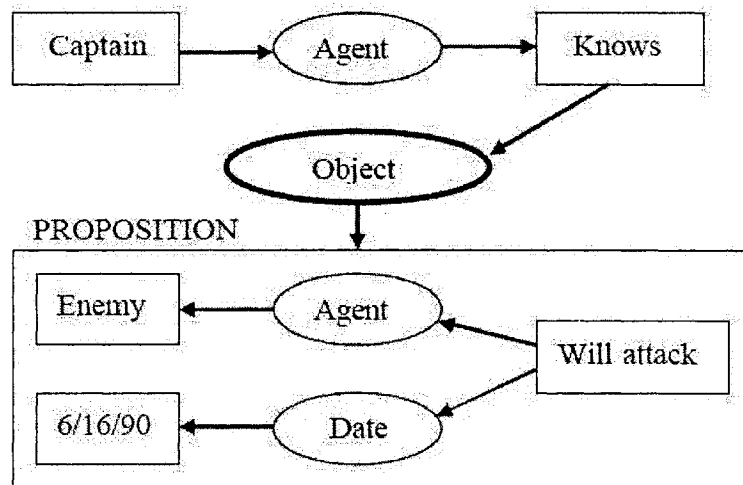 Captain
Agent
Knows
Object
PROPOSITION
Enemy
Agent
Will attack
6/16/90
Date